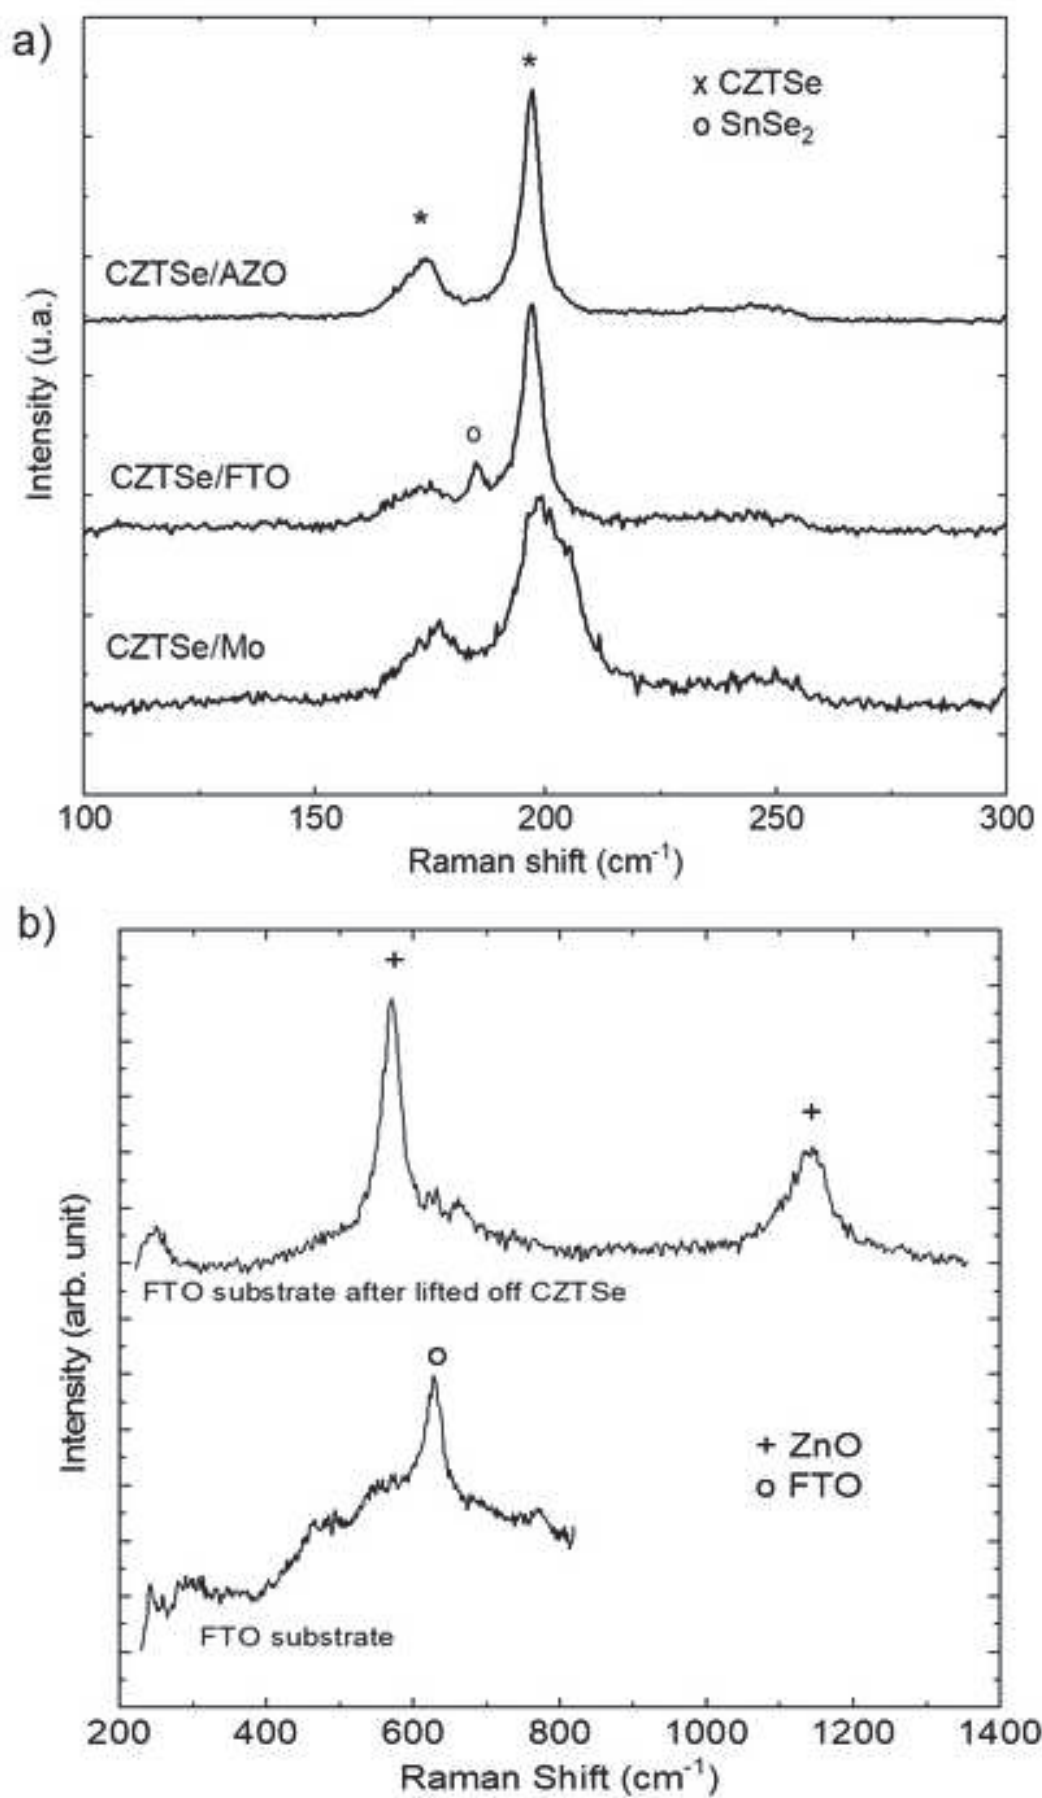 a)
*
x CZTSe
o SnSe₂
*
CZTSe/AZO
o
CZTSe/FTO
CZTSe/Mo
Intensity (u.a.)
100 150 200 250 300
Raman shift (cm⁻¹)
b)
+
+
FTO substrate after lifted off CZTSe
o
+ ZnO
o FTO
FTO substrate
Intensity (arb. unit)
200 400 600 800 1000 1200 1400
Raman Shift (cm⁻¹)